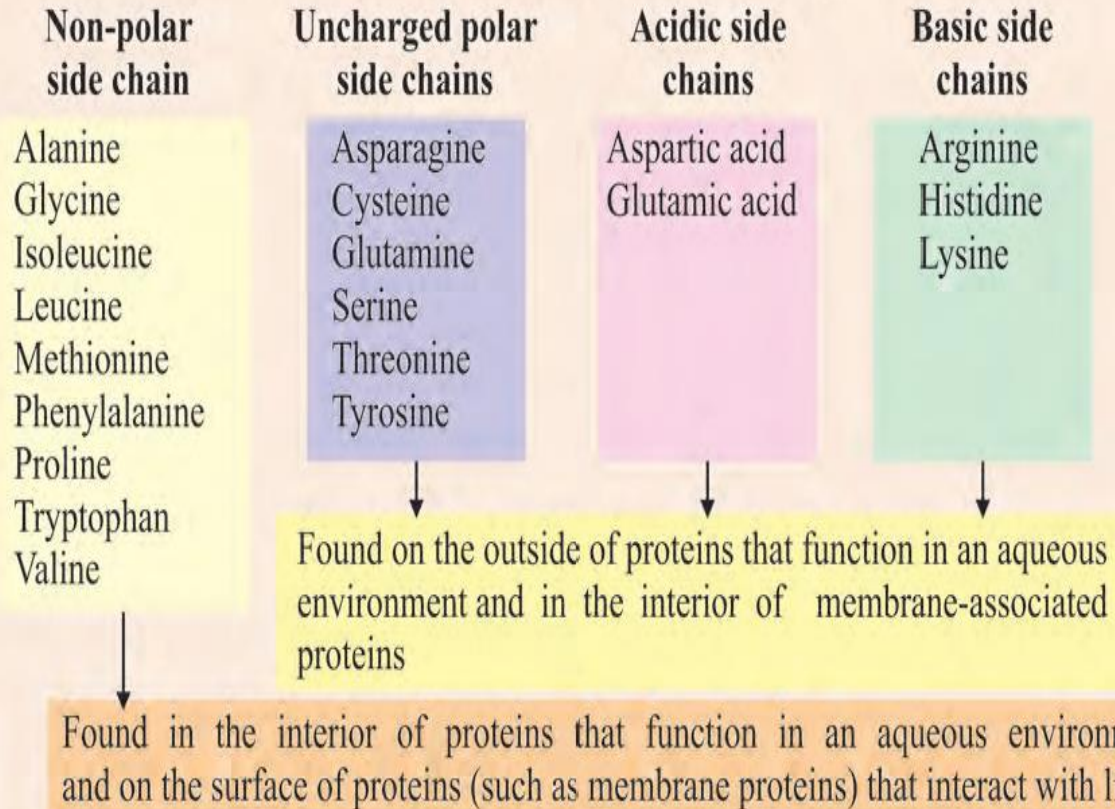 Non-polar
side chain
Alanine
Glycine
Isoleucine
Leucine
Methionine
Phenylalanine
Proline
Tryptophan
Valine
Uncharged polar
side chains
Asparagine
Cysteine
Glutamine
Serine
Threonine
Tyrosine
Acidic side
chains
Aspartic acid
Glutamic acid
Basic side
chains
Arginine
Histidine
Lysine
Found on the outside of proteins that function in an aqueous
environment and in the interior of membrane-associated
proteins
Found in the interior of proteins that function in an aqueous
and on the surface of proteins (such as membrane proteins) that interact with